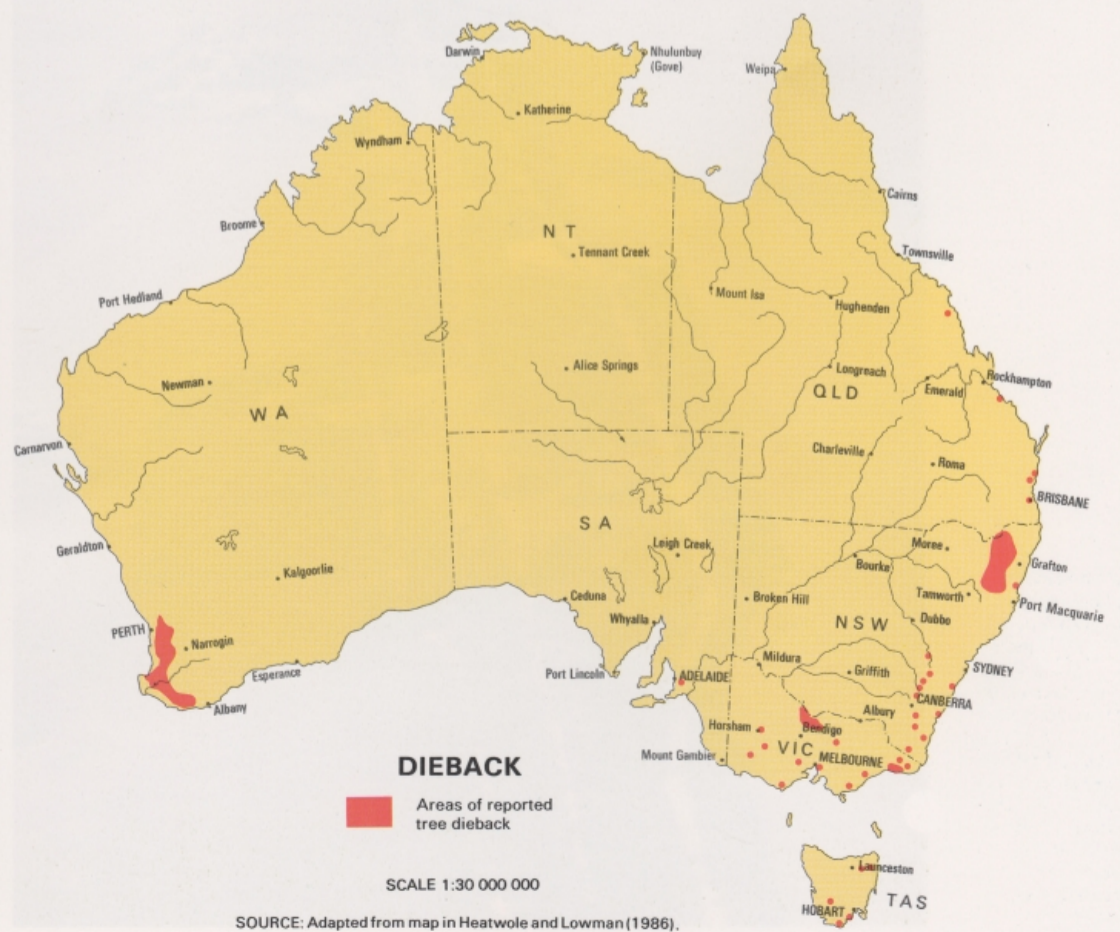 Darwin
Nhulunbuy
(Gove)
Weipa
Katherine
Wyndham
Cairns
Broome
N T
Tennant Creek
Townsville
Port Hedland
Mount Isa
Hughenden
Alice Springs
Longreach
Newman
Rockhampton
QLD
Emerald
W A
Carnarvon
Charleville
Roma
BRISBANE
S A
Geraldton
Leigh Creek
Moree
Bourke
Grafton
Kalgoorlie
Ceduna
Broken Hill
Tamworth
Port Macquarie
Whyalla
NSW
Dubbo
PERTH
Narrogin
Mildura
Griffith
SYDNEY
Esperance
Port Lincoln
ADELAIDE
CANBERRA
Albany
Albury
Horsham
Bendigo
Mount Gambier
VIC
MELBOURNE
DIEBACK
Areas of reported
tree dieback
Launceston
SCALE 1:30 000 000
HOBART
TAS
SOURCE: Adapted from map in Heatwole and Lowman (1986).